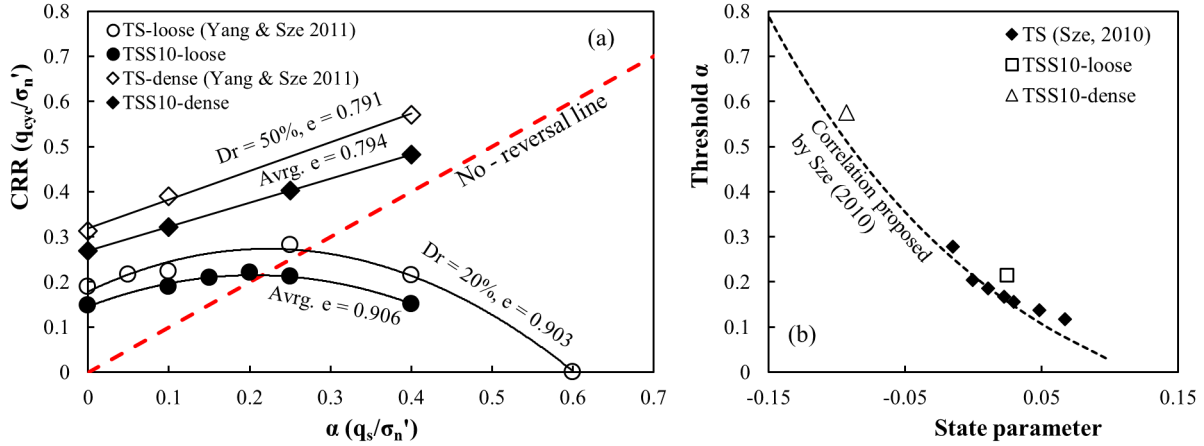 CRR (q_cyc/σ_n')
0.8
0.7
0.6
0.5
0.4
0.3
0.2
0.1
0
TS-loose (Yang & Sze 2011)
TSS10-loose
TS-dense (Yang & Sze 2011)
TSS10-dense
(a)
Dr = 50%, e = 0.791
Avrg. e = 0.794
No - reversal line
Dr = 20%, e = 0.903
Avrg. e = 0.906
0 0.1 0.2 0.3 0.4 0.5 0.6 0.7
α (q_s/σ_n')
Threshold α
0.8
0.7
0.6
0.5
0.4
0.3
0.2
0.1
0
TS (Sze, 2010)
TSS10-loose
TSS10-dense
Correlation proposed
by Sze (2010)
(b)
-0.15 -0.05 0.05 0.15
State parameter